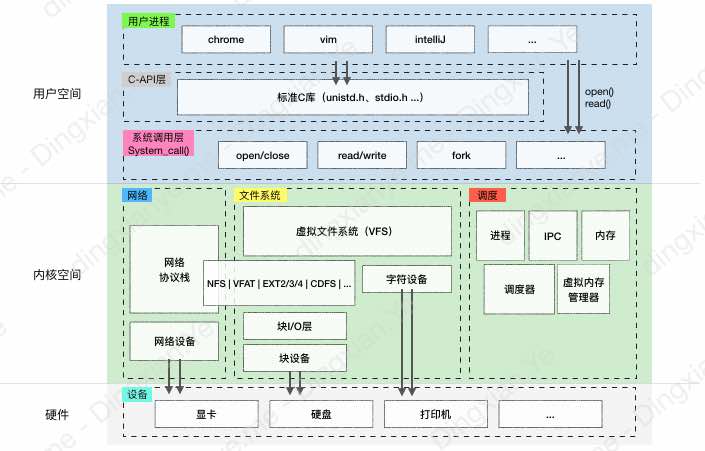 用户进程
chrome
vim
intelliJ
...
C-API层
用户空间
标准C库（unistd.h、stdio.h ...）
open()
read()
系统调用层
System_call()
open/close
read/write
fork
...
网络
文件系统
调度
虚拟文件系统（VFS）
进程
IPC
内存
网络
协议栈
内核空间
NFS | VFAT | EXT2/3/4 | CDFS | ...
字符设备
调度器
虚拟内存
管理器
块I/O层
网络设备
块设备
设备
硬件
显卡
硬盘
打印机
...